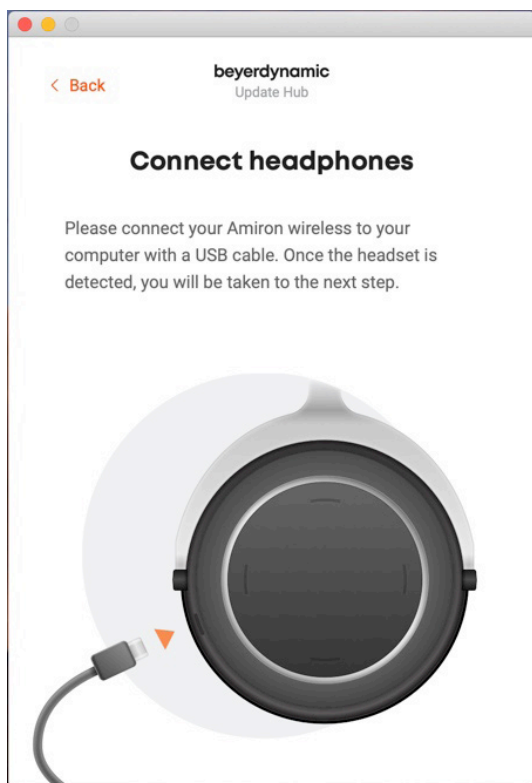 Back
beyerdynamic
Update Hub
Connect headphones
Please connect your Amiron wireless to your
computer with a USB cable. Once the headset is
detected, you will be taken to the next step.